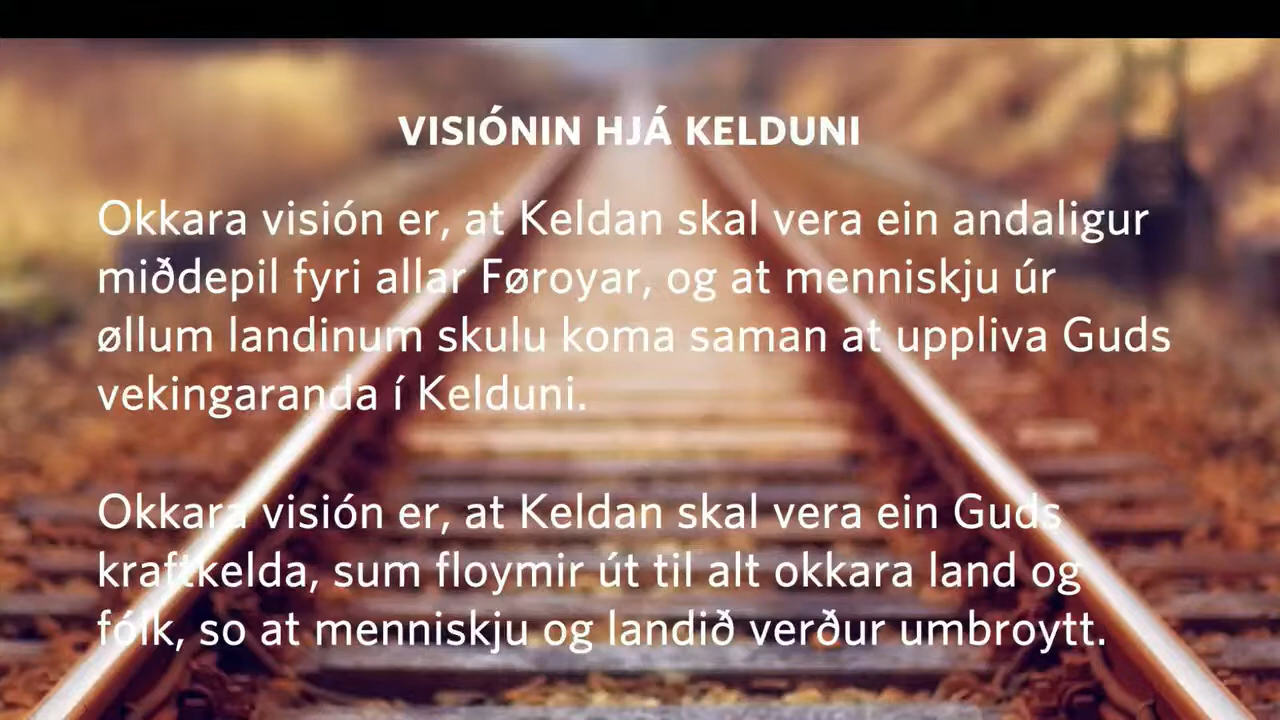 VISIÓNIN HJÁ KELDUNI
Okkara visión er, at Keldan skal vera ein andaligur
miðdepil fyri allar Føroyar, og at menniskju úr
øllum landinum skulu koma saman at uppliva Guds
vekingaranda í Kelduni.
Okkara visión er, at Keldan skal vera ein Guds
kraftkelda, sum floymir út til alt okkara land og
fólk, so at menniskju og landið verður umbroytt.